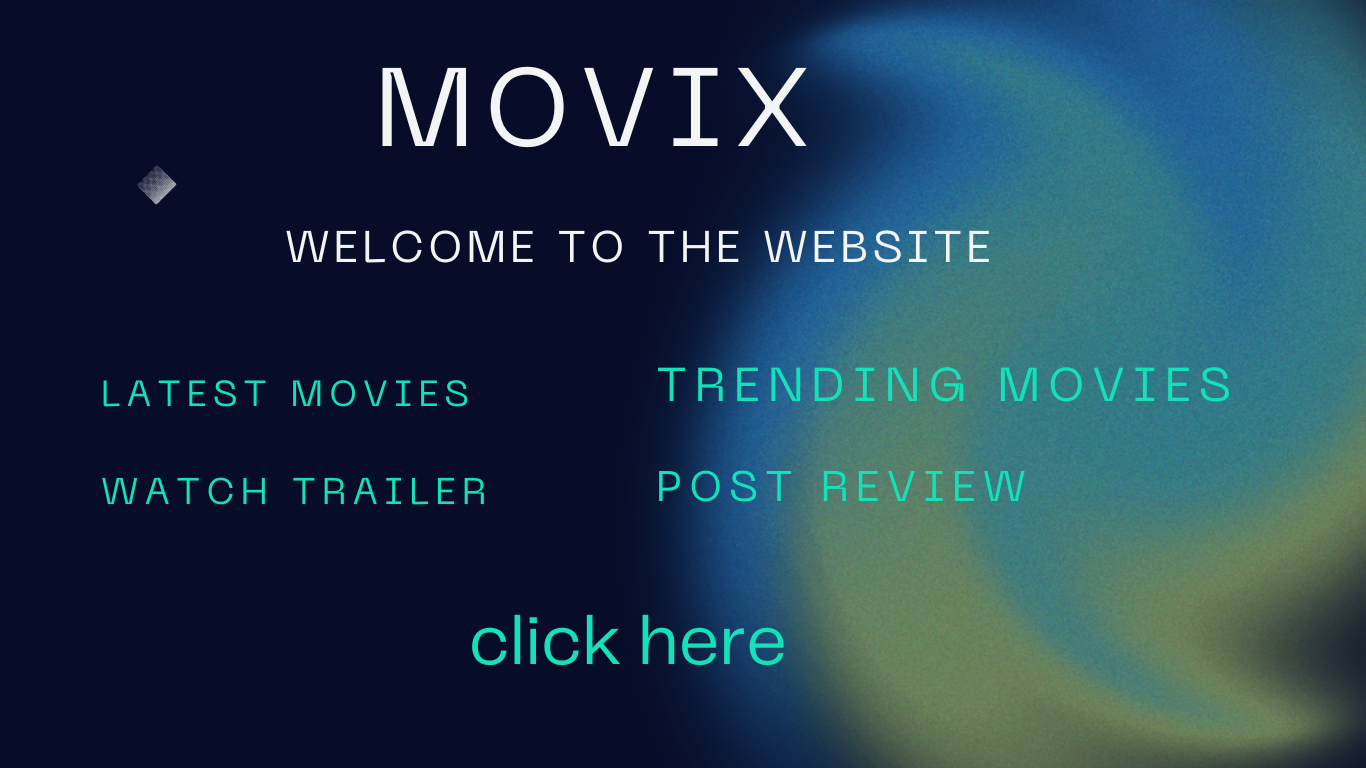 MOVIX
WELCOME TO THE WEBSITE
LATEST MOVIES
TRENDING MOVIES
WATCH TRAILER
POST REVIEW
click here